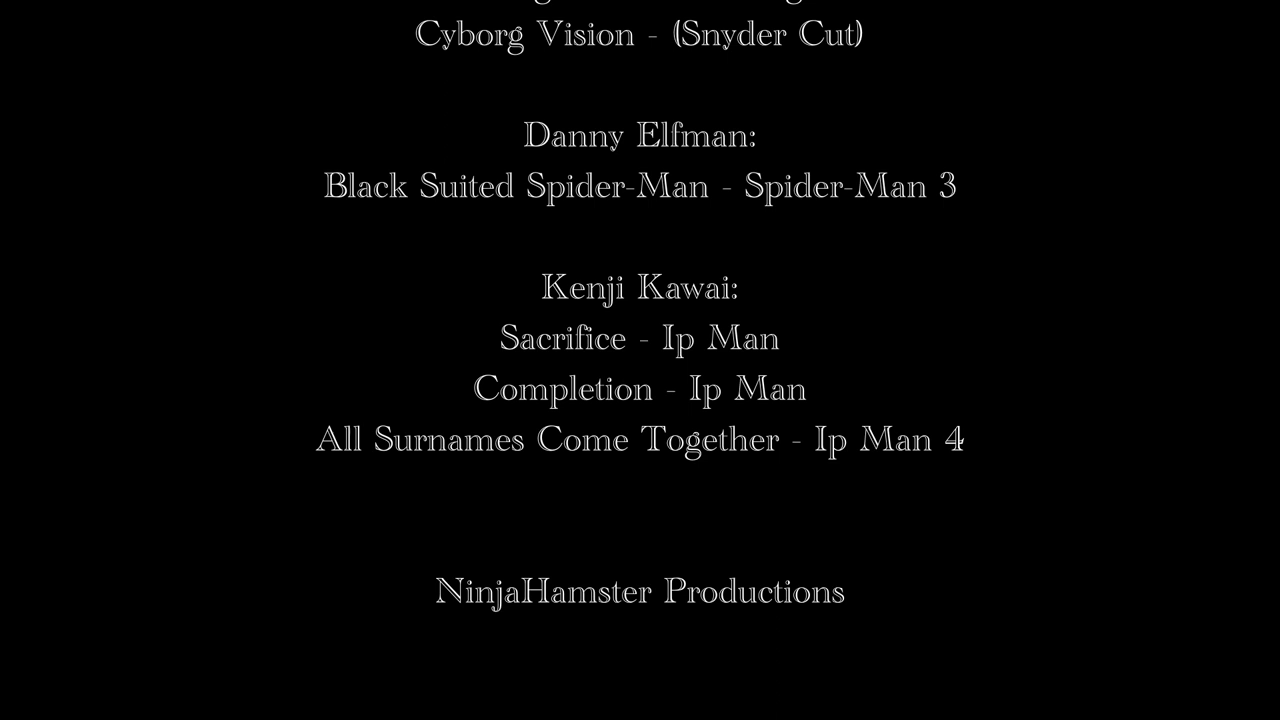 Cyborg Vision - (Snyder Cut)
Danny Elfman:
Black Suited Spider-Man - Spider-Man 3
Kenji Kawai:
Sacrifice - Ip Man
Completion - Ip Man
All Surnames Come Together - Ip Man 4
NinjaHamster Productions